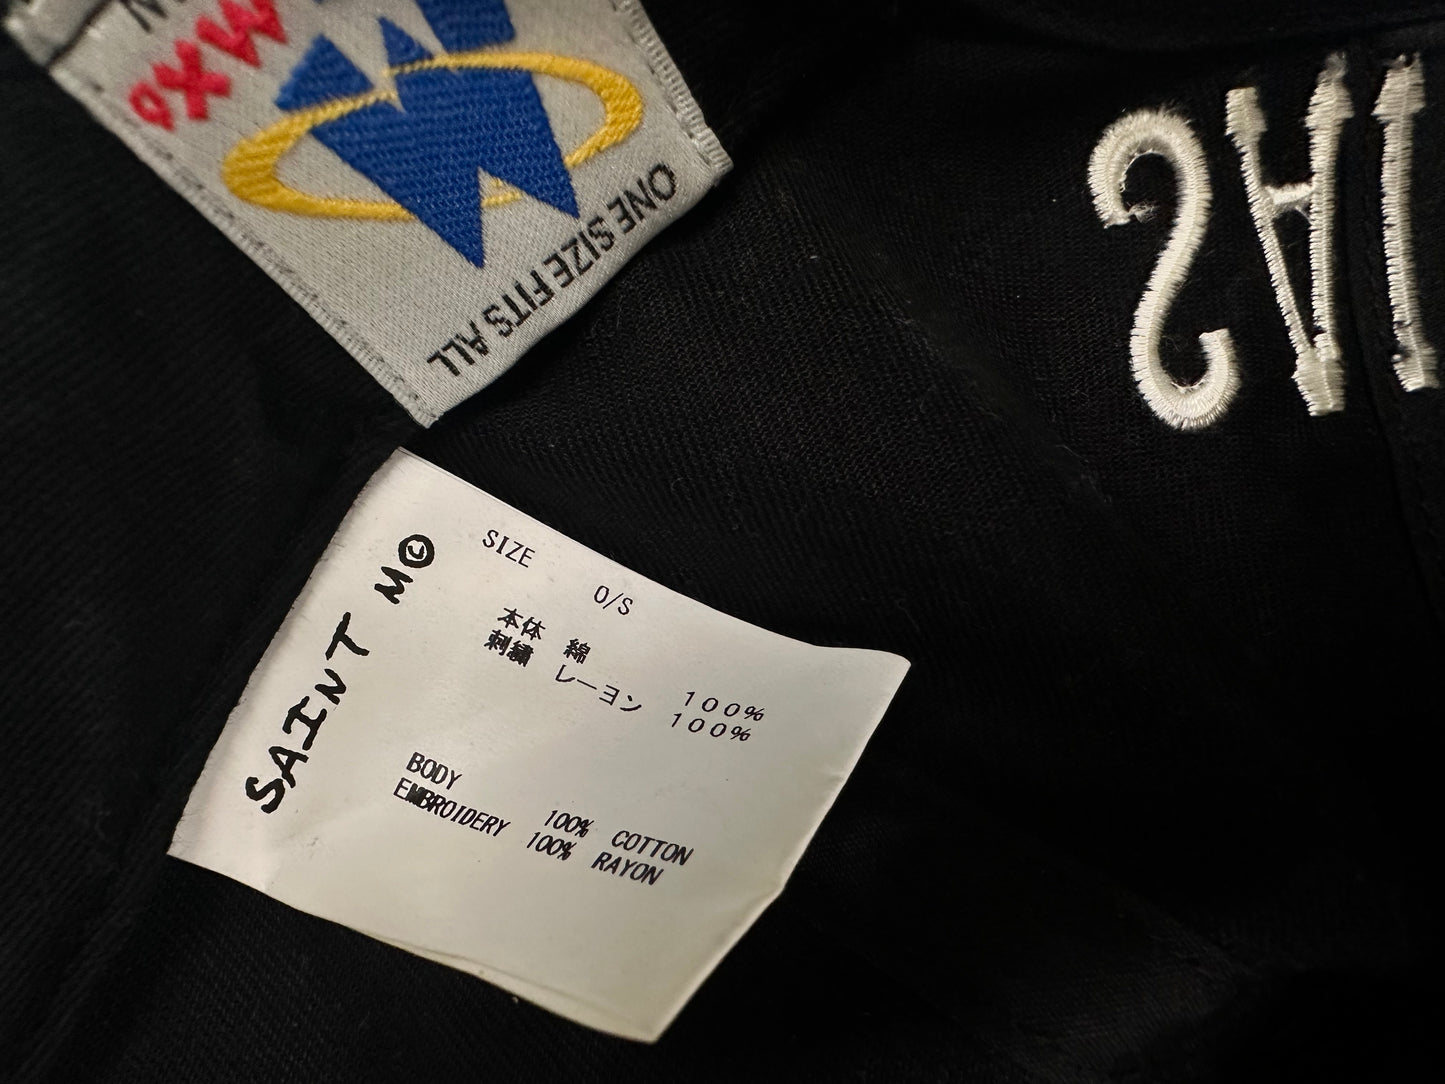 ONE SIZE FITS ALL
SAINT M©
SIZE
O/S
本体 綿 100%
刺繍 レーヨン 100%
BODY 100% COTTON
EMBROIDERY 100% RAYON